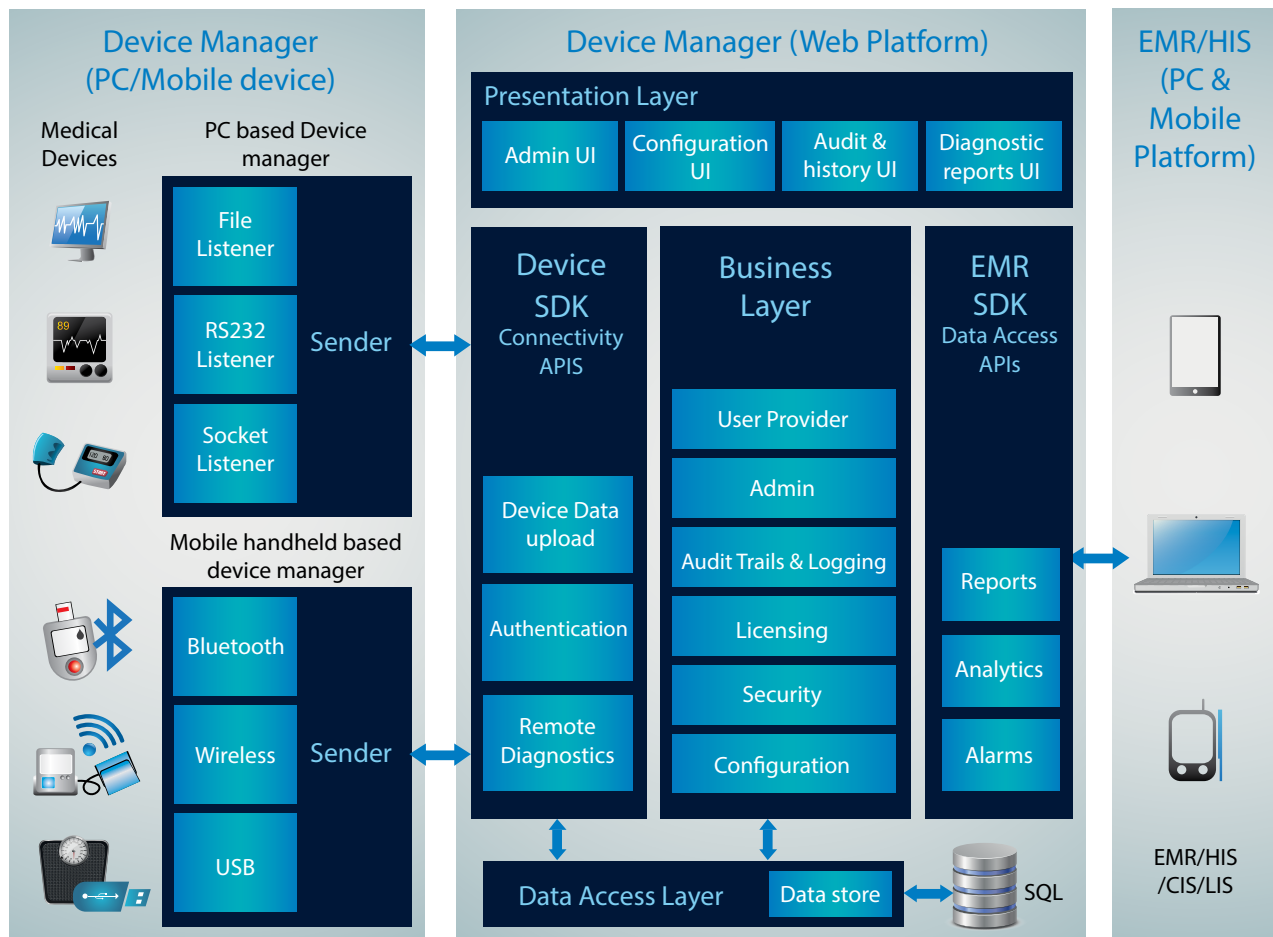 Device Manager
(PC/Mobile device)
Medical
Devices
PC based Device
manager
File
Listener
RS232
Listener
Socket
Listener
Sender
89
120 80
START
Mobile handheld based
device manager
Bluetooth
Wireless
USB
Sender
Device Manager (Web Platform)
Presentation Layer
Admin UI
Configuration
UI
Audit &
history UI
Diagnostic
reports UI
Device
SDK
Connectivity
APIS
Device Data
upload
Authentication
Remote
Diagnostics
Business
Layer
User Provider
Admin
Audit Trails & Logging
Licensing
Security
Configuration
EMR
SDK
Data Access
APIs
Reports
Analytics
Alarms
Data Access Layer
Data store
SQL
EMR/HIS
(PC &
Mobile
Platform)
EMR/HIS
/CIS/LIS